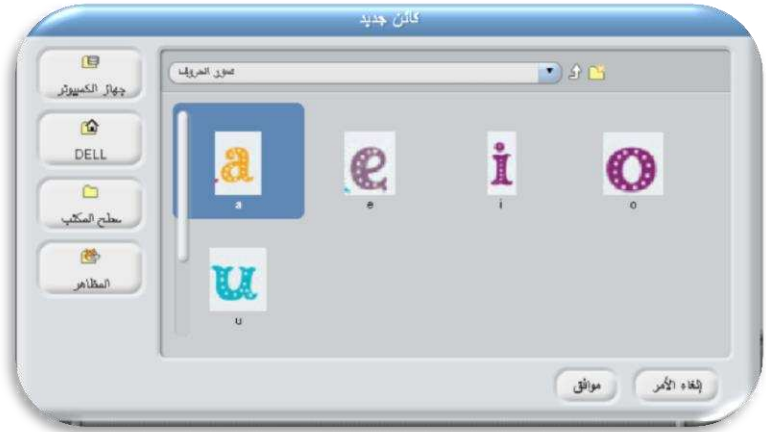 كائن جديد
صور الحروف
جهاز الكمبيوتر
DELL
سطح المكتب
المظاهر
a
e
i
o
a
e
i
o
u
u
إلغاء الأمر
موافق